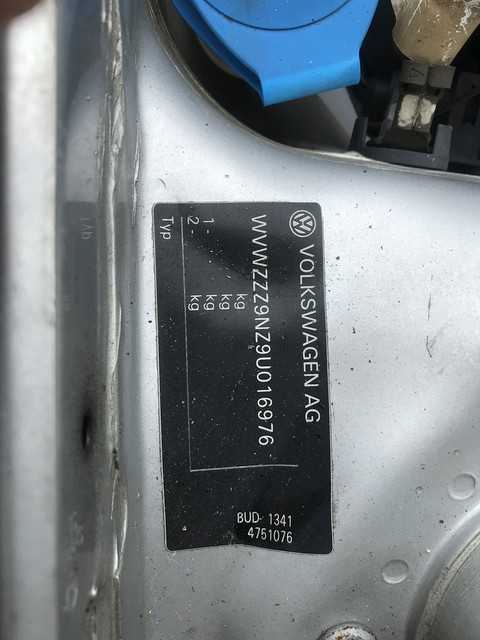 VOLKSWAGEN AG
WVWZZZ9NZ9U016976
kg
kg
1- kg
2- kg
Typ
BUD- 1341
4751076